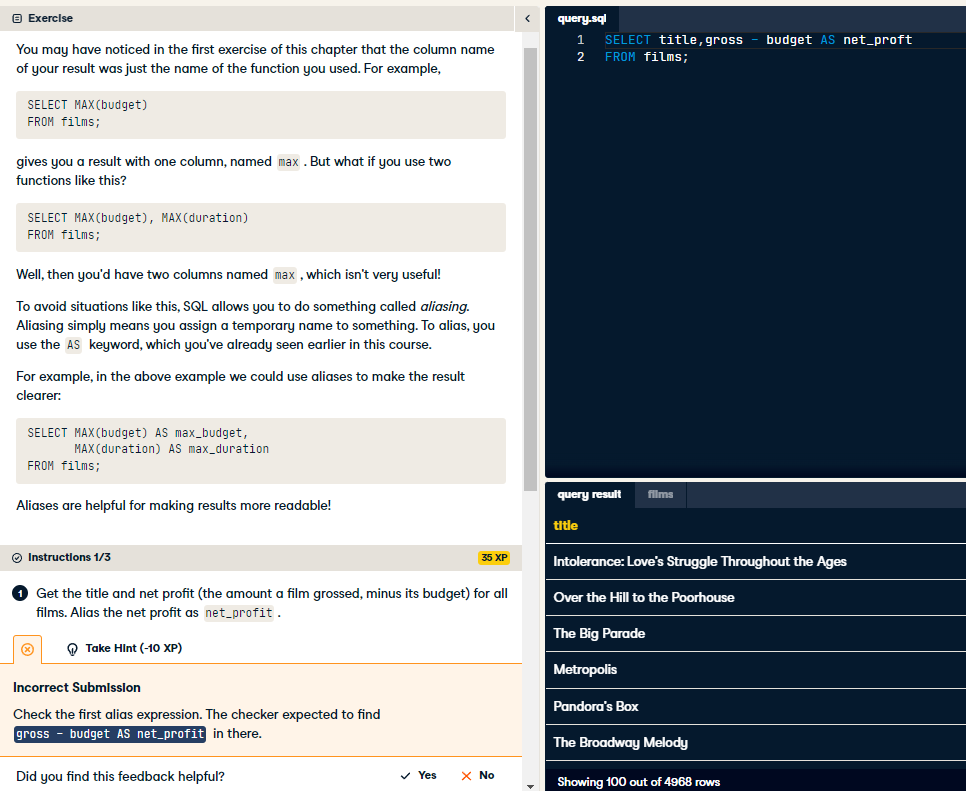 Exercise
You may have noticed in the first exercise of this chapter that the column name
of your result was just the name of the function you used. For example,
SELECT MAX(budget)
FROM films;
gives you a result with one column, named max . But what if you use two
functions like this?
SELECT MAX(budget), MAX(duration)
FROM films;
Well, then you'd have two columns named max , which isn't very useful!
To avoid situations like this, SQL allows you to do something called aliasing.
Aliasing simply means you assign a temporary name to something. To alias, you
use the AS keyword, which you've already seen earlier in this course.
For example, in the above example we could use aliases to make the result
clearer:
SELECT MAX(budget) AS max_budget,
MAX(duration) AS max_duration
FROM films;
Aliases are helpful for making results more readable!
Instructions 1/3
35 XP
1 Get the title and net profit (the amount a film grossed, minus its budget) for all
films. Alias the net profit as net_profit .
Take Hint (-10 XP)
Incorrect Submission
Check the first alias expression. The checker expected to find
gross - budget AS net_profit in there.
Did you find this feedback helpful?
Yes
No
query.sql
1 SELECT title,gross - budget AS net_proft
2 FROM films;
query result
films
title
Intolerance: Love's Struggle Throughout the Ages
Over the Hill to the Poorhouse
The Big Parade
Metropolis
Pandora's Box
The Broadway Melody
Showing 100 out of 4968 rows